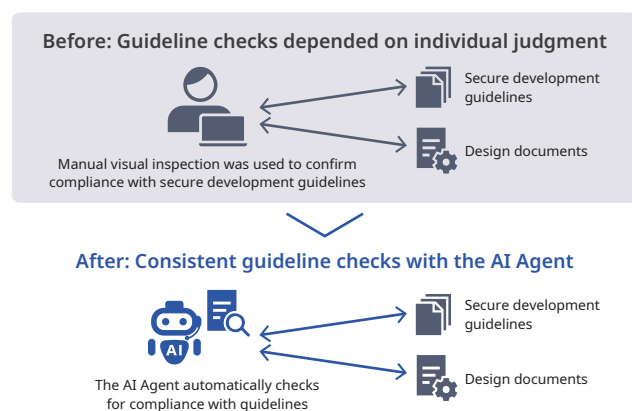 Before: Guideline checks depended on individual judgment
Secure development
guidelines
Design documents
Manual visual inspection was used to confirm
compliance with secure development guidelines
After: Consistent guideline checks with the AI Agent
Secure development
guidelines
AI
Design documents
The AI Agent automatically checks
for compliance with guidelines